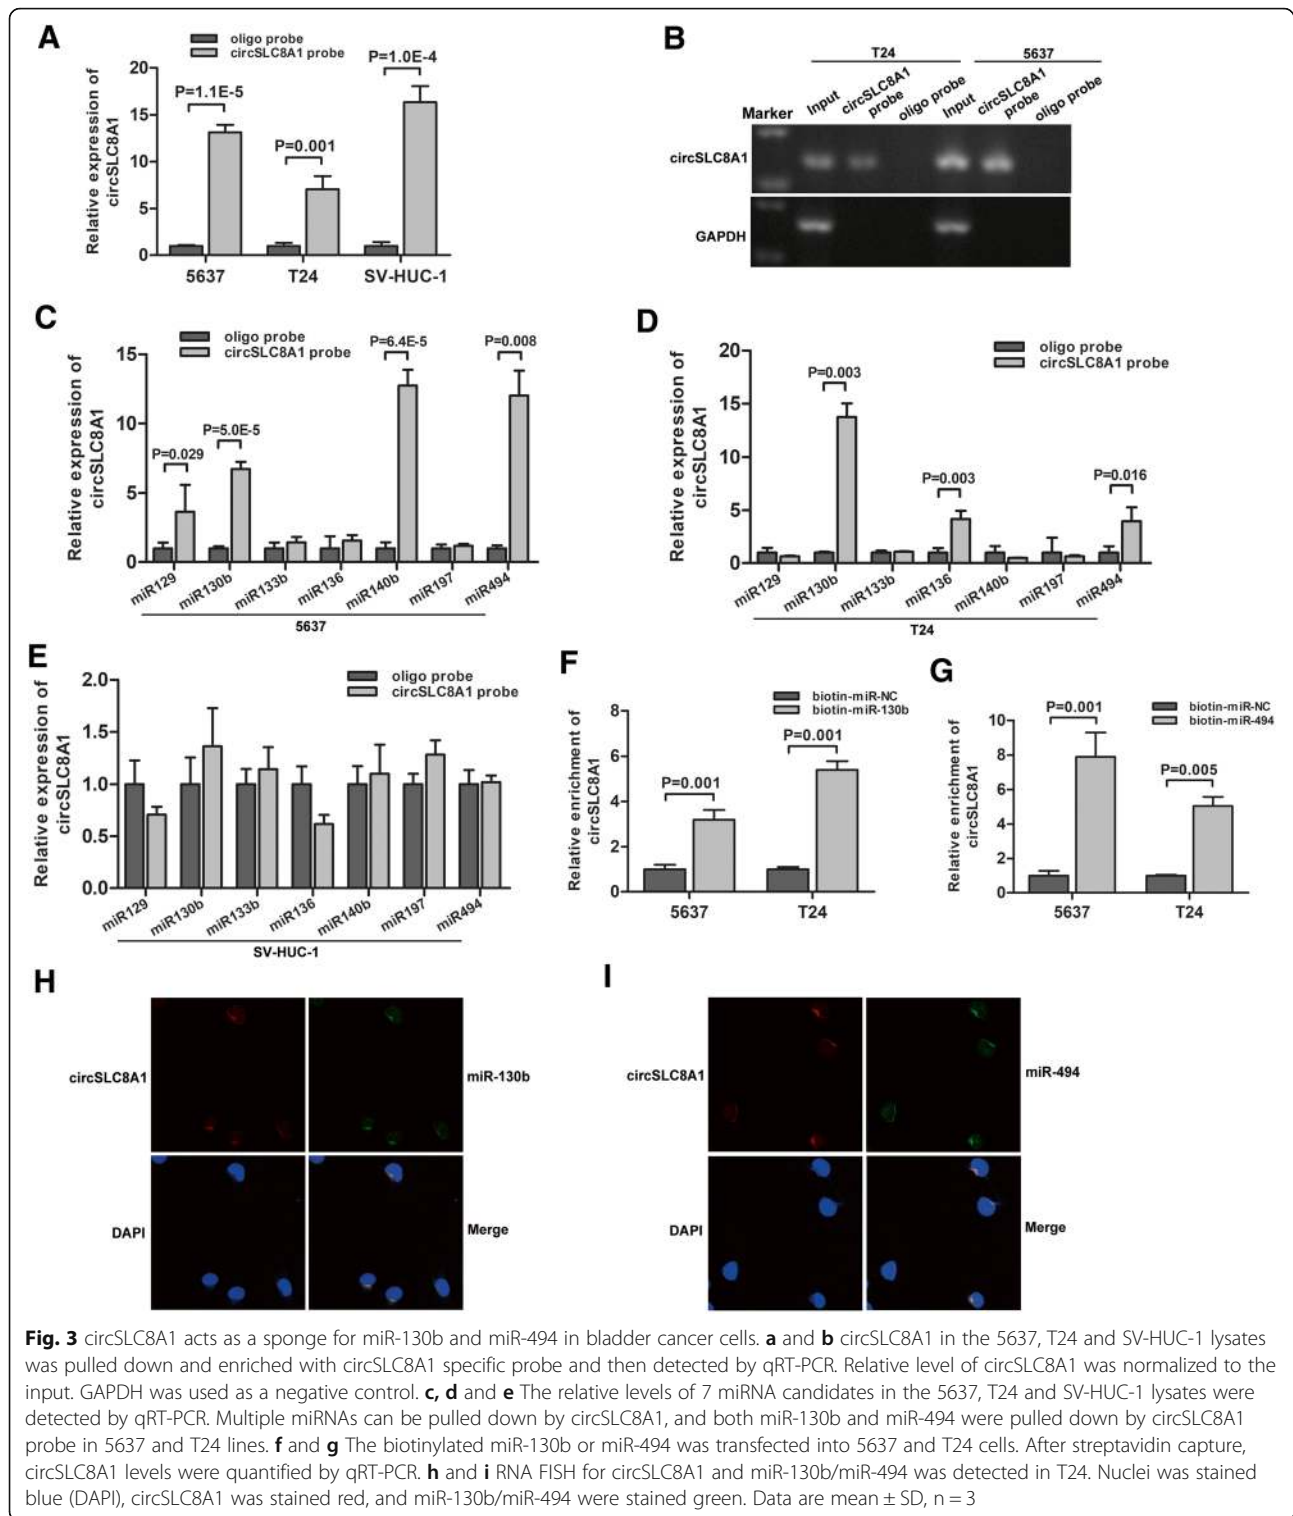 A
oligo probe
circSLC8A1 probe
Relative expression of
circSLC8A1
20
15
10
5
0
P=1.1E-5
P=0.001
P=1.0E-4
5637
T24
SV-HUC-1
B
T24
5637
Marker
Input
circSLC8A1
probe
oligo probe
Input
circSLC8A1
probe
oligo probe
circSLC8A1
GAPDH
C
oligo probe
circSLC8A1 probe
Relative expression of
circSLC8A1
15
10
5
0
P=0.029
P=5.0E-5
P=6.4E-5
P=0.008
miR129
miR130b
miR133b
miR136
miR140b
miR197
miR494
5637
D
oligo probe
circSLC8A1 probe
Relative expression of
circSLC8A1
20
15
10
5
0
P=0.003
P=0.003
P=0.016
miR129
miR130b
miR133b
miR136
miR140b
miR197
miR494
T24
E
oligo probe
circSLC8A1 probe
Relative expression of
circSLC8A1
2.0
1.5
1.0
0.5
0.0
miR129
miR130b
miR133b
miR136
miR140b
miR197
miR494
SV-HUC-1
F
biotin-miR-NC
biotin-miR-130b
Relative enrichment of
circSLC8A1
8
6
4
2
0
P=0.001
P=0.001
5637
T24
G
biotin-miR-NC
biotin-miR-494
Relative enrichment of
circSLC8A1
10
8
6
4
2
0
P=0.001
P=0.005
5637
T24
H
circSLC8A1
miR-130b
DAPI
Merge
I
circSLC8A1
miR-494
DAPI
Merge
Fig. 3 circSLC8A1 acts as a sponge for miR-130b and miR-494 in bladder cancer cells. a and b circSLC8A1 in the 5637, T24 and SV-HUC-1 lysates
was pulled down and enriched with circSLC8A1 specific probe and then detected by qRT-PCR. Relative level of circSLC8A1 was normalized to the
input. GAPDH was used as a negative control. c, d and e The relative levels of 7 miRNA candidates in the 5637, T24 and SV-HUC-1 lysates were
detected by qRT-PCR. Multiple miRNAs can be pulled down by circSLC8A1, and both miR-130b and miR-494 were pulled down by circSLC8A1
probe in 5637 and T24 lines. f and g The biotinylated miR-130b or miR-494 was transfected into 5637 and T24 cells. After streptavidin capture,
circSLC8A1 levels were quantified by qRT-PCR. h and i RNA FISH for circSLC8A1 and miR-130b/miR-494 was detected in T24. Nuclei was stained
blue (DAPI), circSLC8A1 was stained red, and miR-130b/miR-494 were stained green. Data are mean ± SD, n = 3